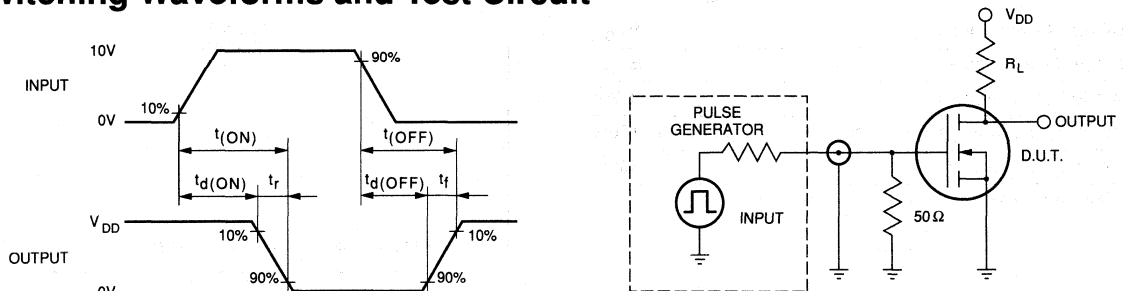 Waveforms and Test Circuit
10V
INPUT
90%
10%
0V
t(ON)
t(OFF)
td(ON)
tr
td(OFF)
tf
VDD
OUTPUT
10%
10%
90%
90%
0V
VDD
RL
PULSE
GENERATOR
OUTPUT
D.U.T.
INPUT
50Ω